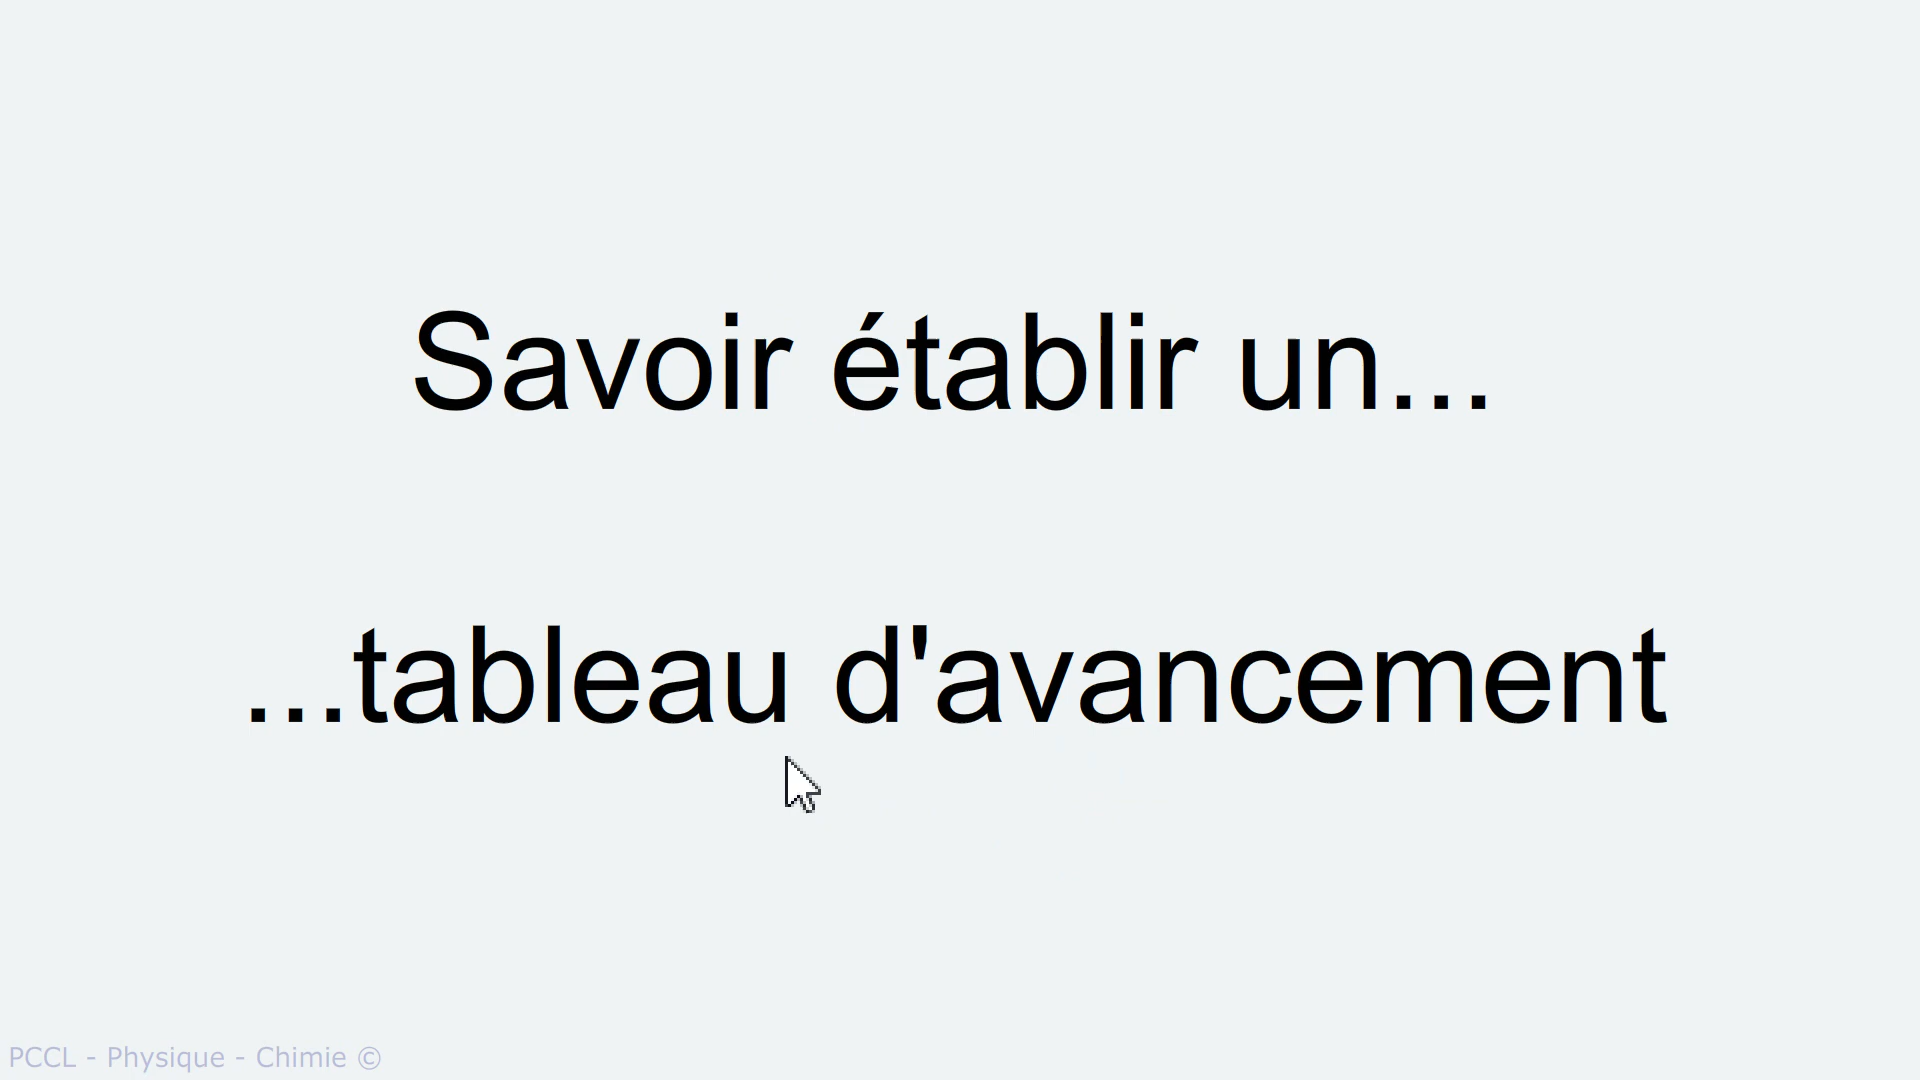 Savoir établir un...
...tableau d'avancement
PCCL - Physique - Chimie ©